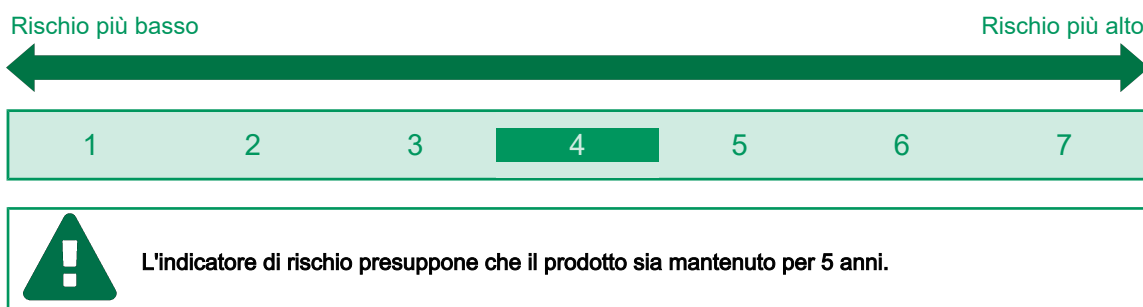 Rischio più basso Rischio più alto
1 2 3 4 5 6 7
L'indicatore di rischio presuppone che il prodotto sia mantenuto per 5 anni.